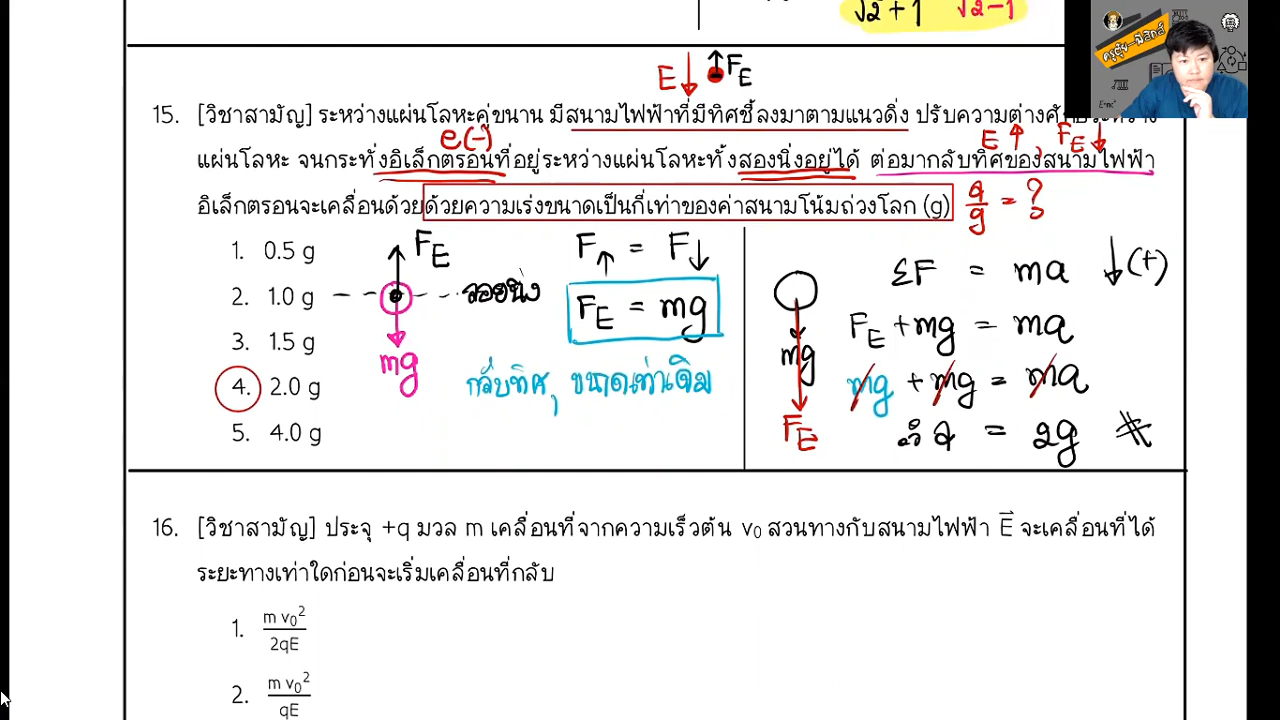 √2 + 1 √2 - 1
E F_E
15. [วิชาสามัญ] ระหว่างแผ่นโลหะคู่ขนาน มีสนามไฟฟ้าที่มีทิศชี้ลงมาตามแนวดิ่ง ปรับความต่างศักย์ระหว่าง
e(-) E ↑, F_E ↓
แผ่นโลหะ จนกระทั่งอิเล็กตรอนที่อยู่ระหว่างแผ่นโลหะทั้งสองนิ่งอยู่ได้ ต่อมากลับทิศของสนามไฟฟ้า
อิเล็กตรอนจะเคลื่อนด้วยด้วยความเร่งขนาดเป็นกี่เท่าของค่าสนามโน้มถ่วงโลก (g) a/g = ?
1. 0.5 g
2. 1.0 g
3. 1.5 g
4. 2.0 g
5. 4.0 g
F_E
ลอยนิ่ง
mg
F↑ = F↓
F_E = mg
กลับทิศ, ขนาดเท่าเดิม
mg
F_E
ΣF = ma ↓(+)
F_E + mg = ma
mg + mg = ma
∴ a = 2g
16. [วิชาสามัญ] ประจุ +q มวล m เคลื่อนที่จากความเร็วต้น v₀ สวนทางกับสนามไฟฟ้า E⃗ จะเคลื่อนที่ได้
ระยะทางเท่าใดก่อนจะเริ่มเคลื่อนที่กลับ
1. m v₀² / 2qE
2. m v₀² / qE
ครูตุ้ย-ฟิสิกส์
E=mc²